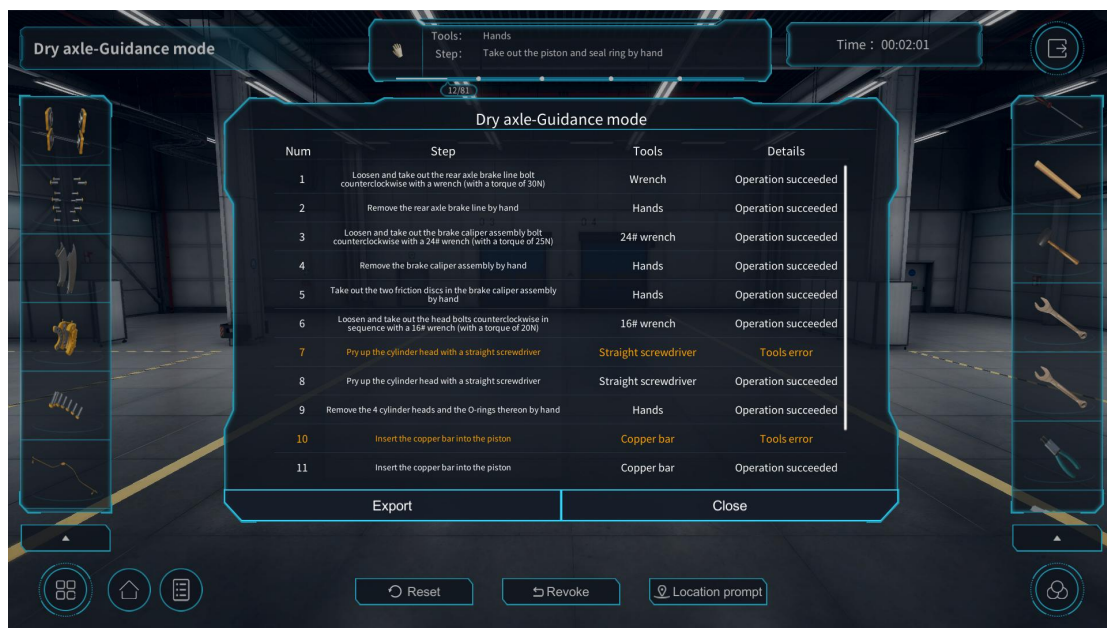 Dry axle-Guidance mode
Tools: Hands
Step: Take out the piston and seal ring by hand
Time : 00:02:01
12/81
Dry axle-Guidance mode
Num Step Tools Details
1 Loosen and take out the rear axle brake line bolt
counterclockwise with a wrench (with a torque of 30N) Wrench Operation succeeded
2 Remove the rear axle brake line by hand Hands Operation succeeded
3 Loosen and take out the brake caliper assembly bolt
counterclockwise with a 24# wrench (with a torque of 25N) 24# wrench Operation succeeded
4 Remove the brake caliper assembly by hand Hands Operation succeeded
5 Take out the two friction discs in the brake caliper assembly
by hand Hands Operation succeeded
6 Loosen and take out the head bolts counterclockwise in
sequence with a 16# wrench (with a torque of 20N) 16# wrench Operation succeeded
7 Pry up the cylinder head with a straight screwdriver Straight screwdriver Tools error
8 Pry up the cylinder head with a straight screwdriver Straight screwdriver Operation succeeded
9 Remove the 4 cylinder heads and the O-rings thereon by hand Hands Operation succeeded
10 Insert the copper bar into the piston Copper bar Tools error
11 Insert the copper bar into the piston Copper bar Operation succeeded
Export Close
Reset Revoke Location prompt